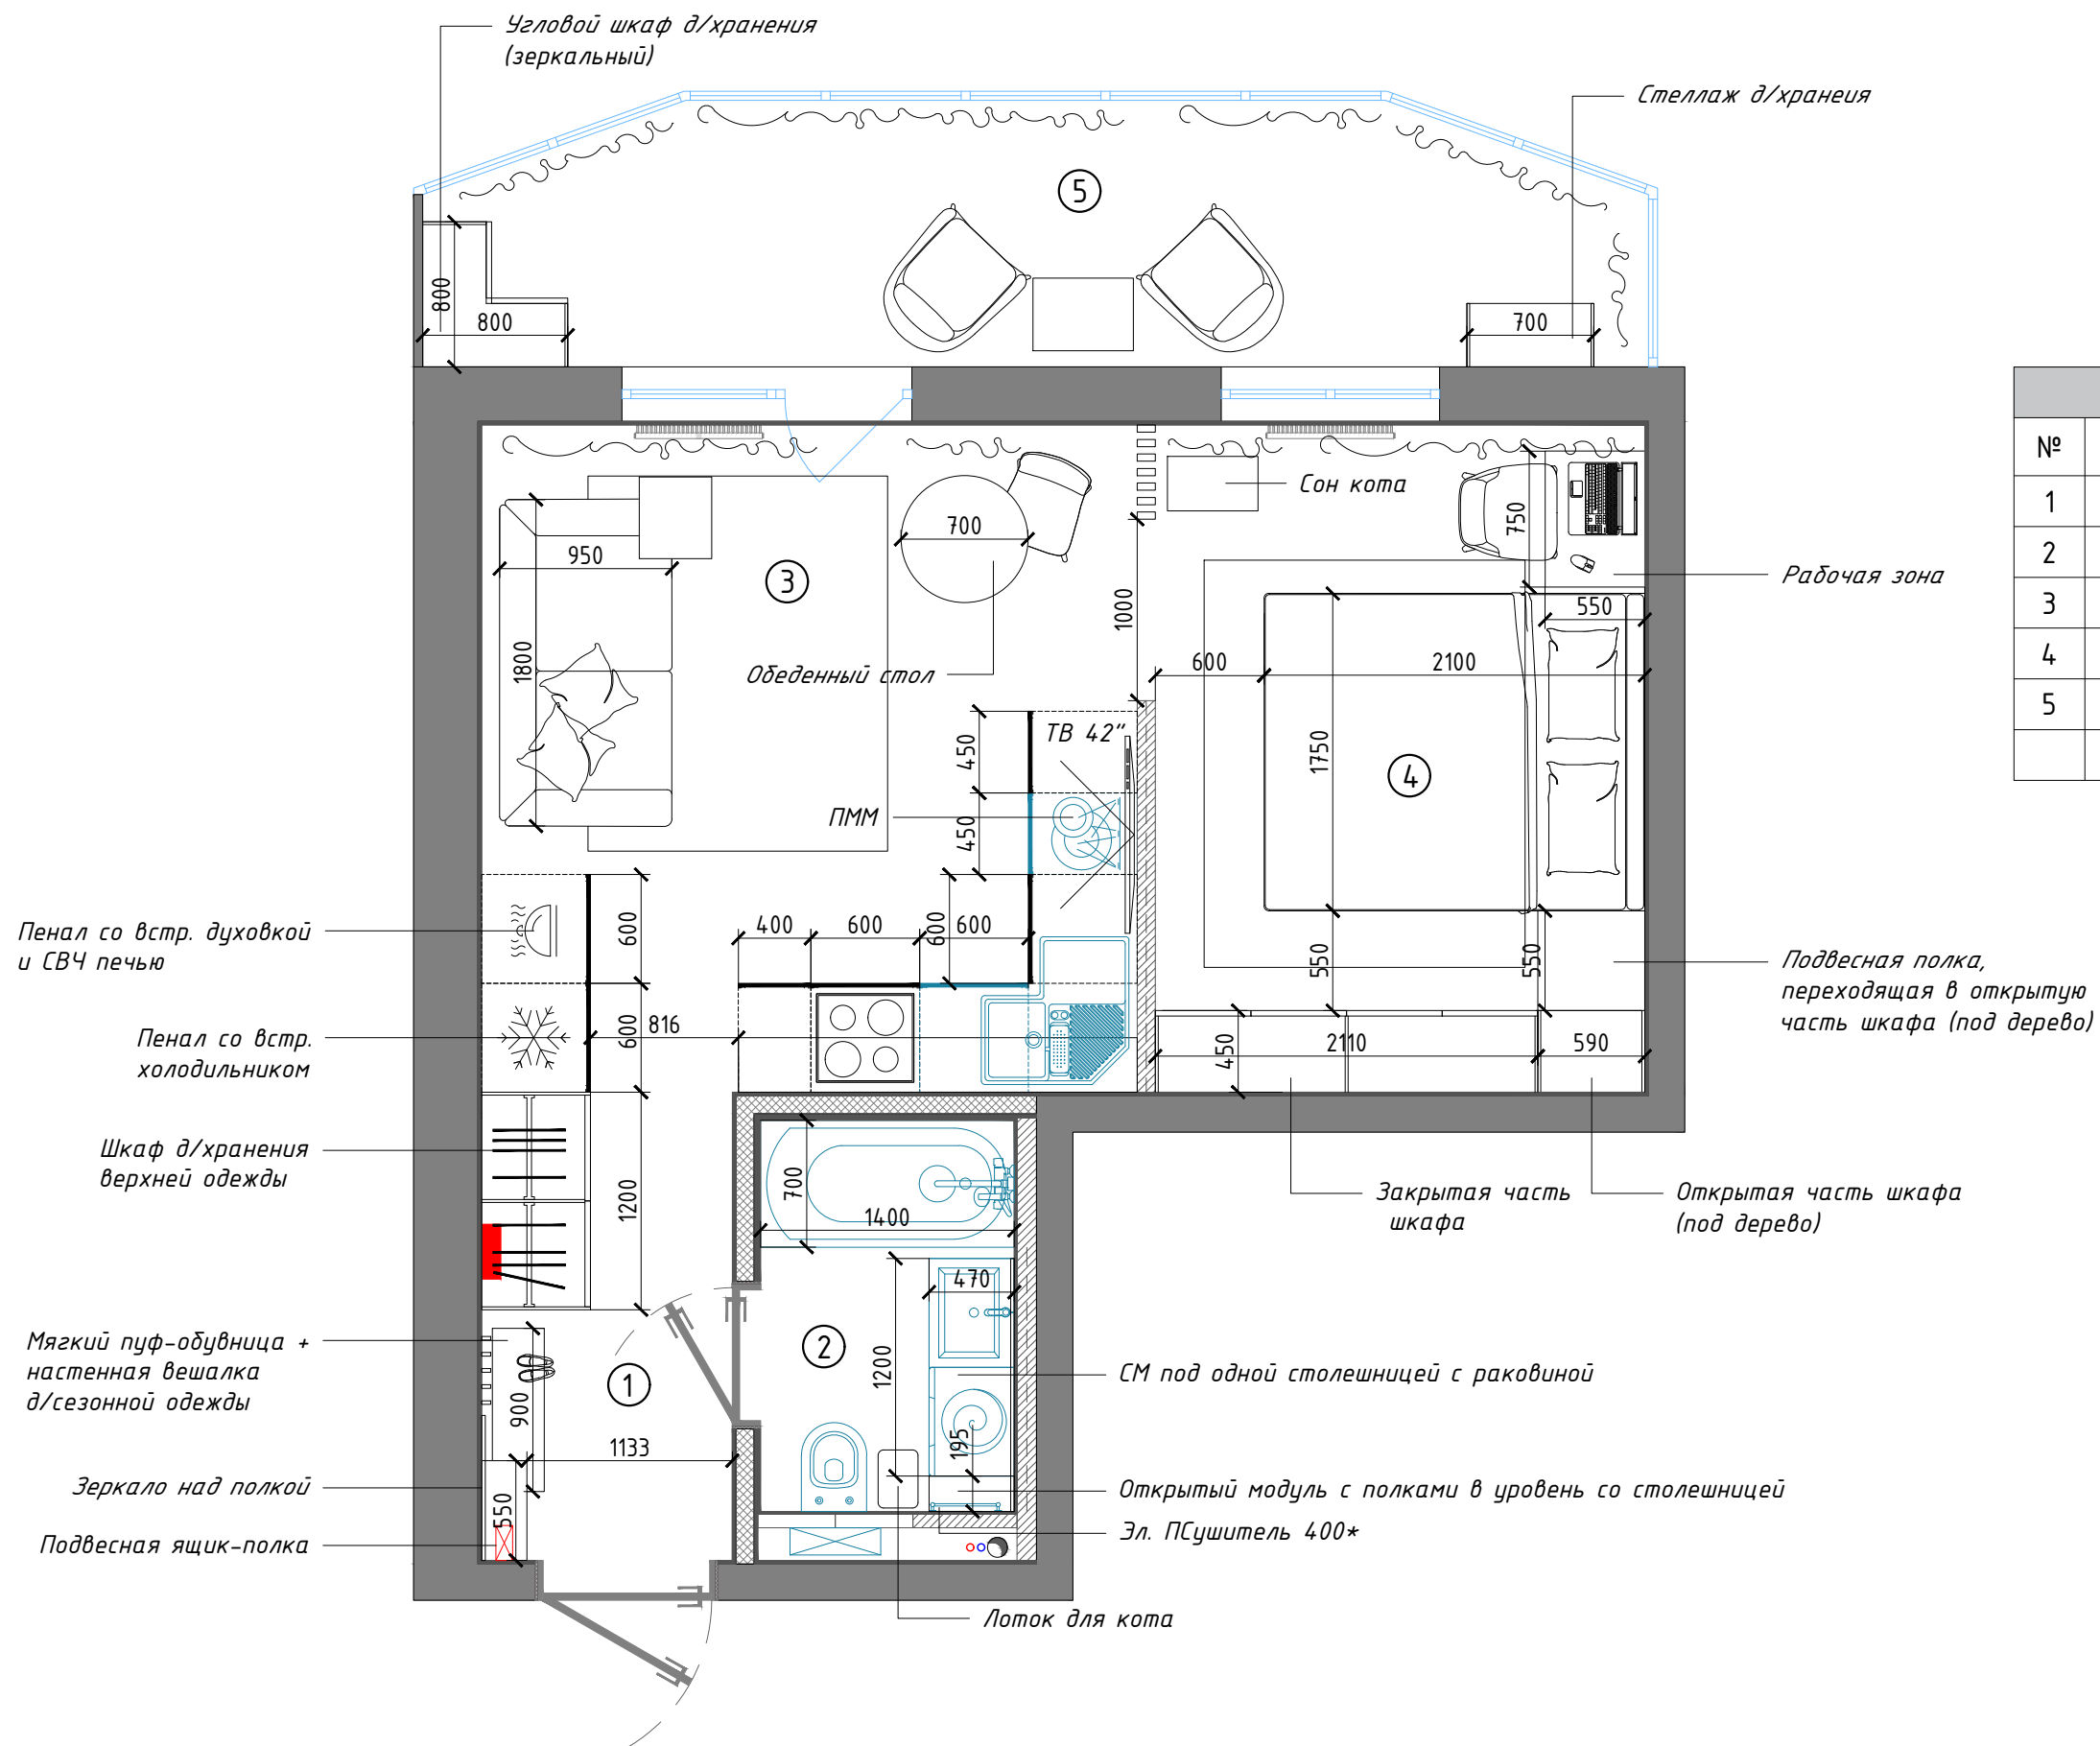 Угловой шкаф д/хранения
(зеркальный)
Стеллаж д/хранеия
5
800
800
700
№
1
2
3
4
5
Сон кота
700
950
3
750
Рабочая зона
1000
550
Обеденный стол
1800
600
2100
ТВ 42"
450
1750
4
ПММ
450
Пенал со встр. духовкой
и СВЧ печью
600
400
600
600
600
550
550
Подвесная полка,
переходящая в открытую
часть шкафа (под дерево)
Пенал со встр.
холодильником
600
816
450
2110
590
Шкаф д/хранения
верхней одежды
1200
700
1400
Закрытая часть
шкафа
Открытая часть шкафа
(под дерево)
470
Мягкий пуф-обувница +
настенная вешалка
д/сезонной одежды
900
1
2
1200
СМ под одной столешницей с раковиной
1133
195
Зеркало над полкой
550
Открытый модуль с полками в уровень со столешницей
Подвесная ящик-полка
Эл. ПСушитель 400*
Лоток для кота